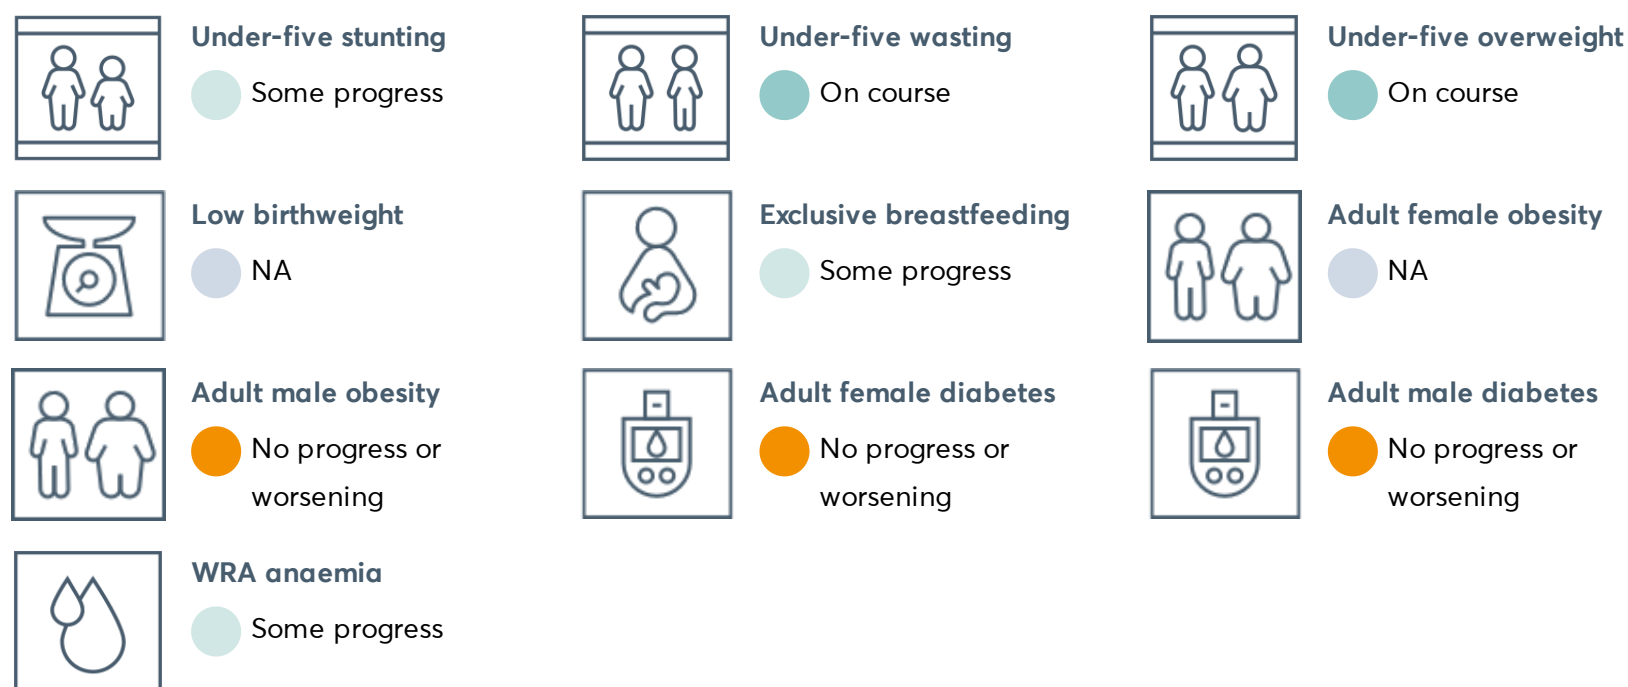 Under-five stunting
Some progress
Under-five wasting
On course
Under-five overweight
On course
Low birthweight
NA
Exclusive breastfeeding
Some progress
Adult female obesity
NA
Adult male obesity
No progress or
worsening
Adult female diabetes
No progress or
worsening
Adult male diabetes
No progress or
worsening
WRA anaemia
Some progress